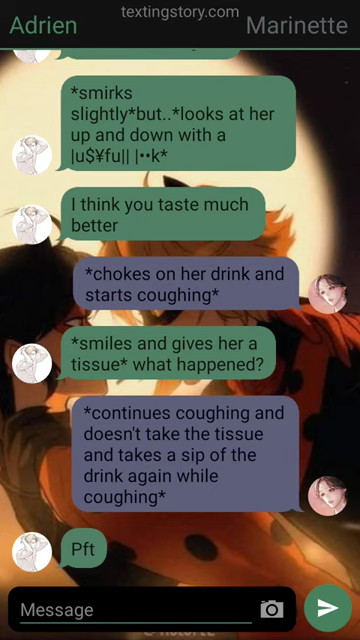 textingstory.com
Adrien
Marinette
*smirks
slightly*but..*looks at her
up and down with a
|u$¥fu|| |••k*
I think you taste much
better
*chokes on her drink and
starts coughing*
*smiles and gives her a
tissue* what happened?
*continues coughing and
doesn't take the tissue
and takes a sip of the
drink again while
coughing*
Pft
Message